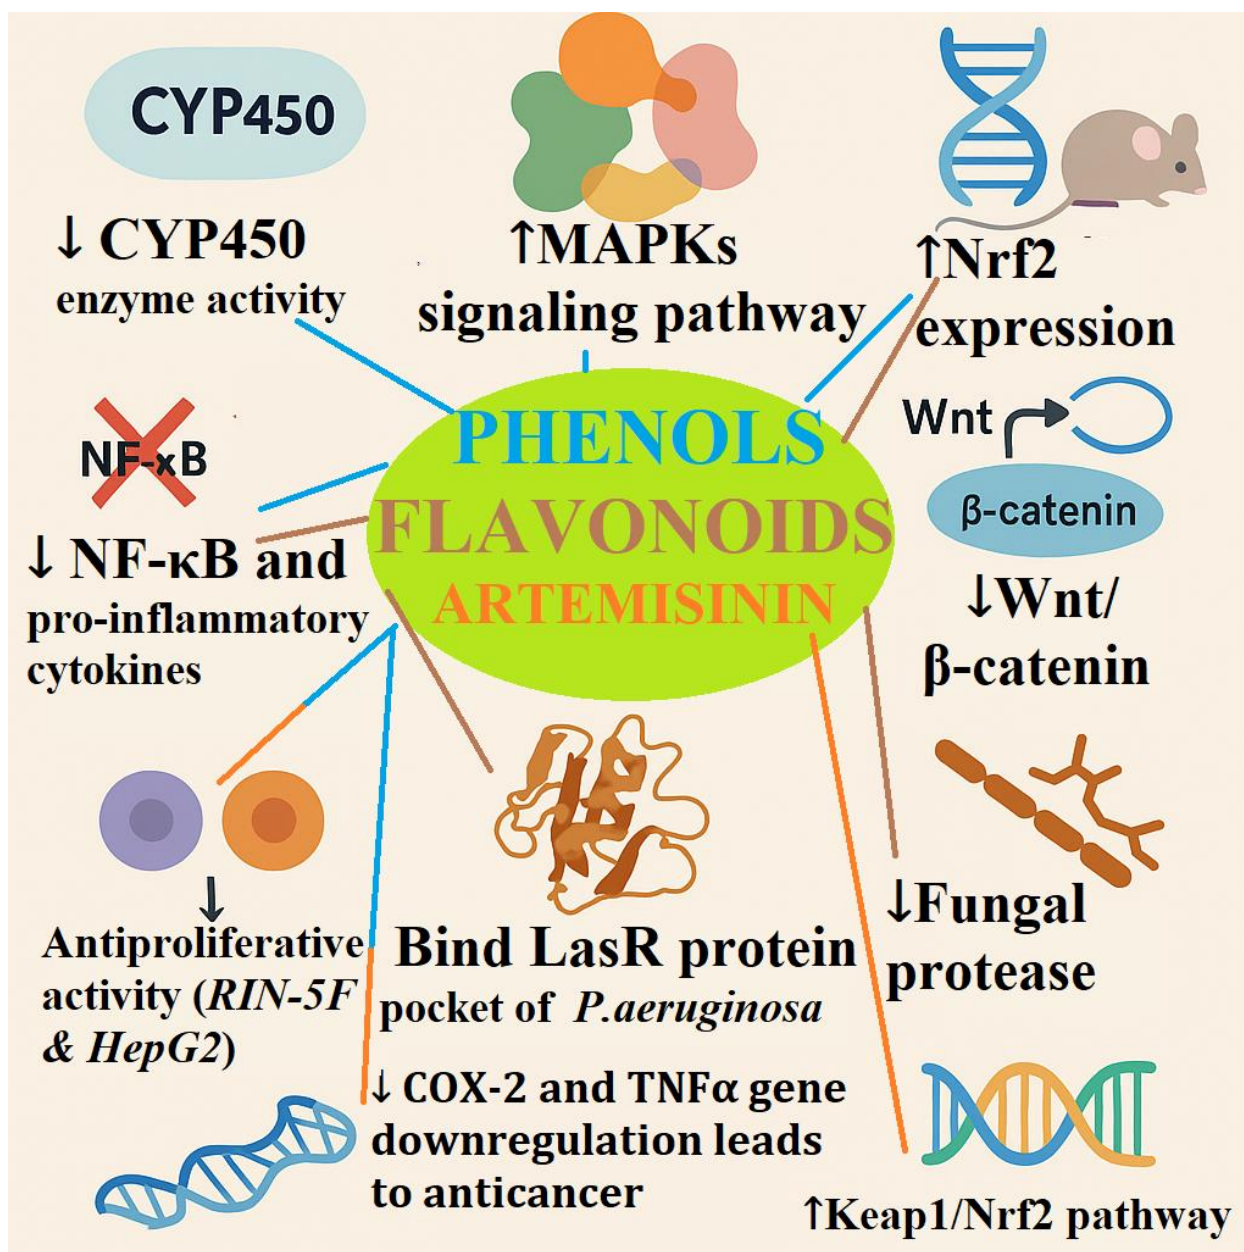 CYP450
↓ CYP450
enzyme activity
↑MAPKs
signaling pathway
↑Nrf2
expression
NF-κB
↓ NF-κB and
pro-inflammatory
cytokines
PHENOLS
FLAVONOIDS
ARTEMISININ
Wnt
β-catenin
↓Wnt/
β-catenin
Antiproliferative
activity (RIN-5F
& HepG2)
Bind LasR protein
pocket of P.aeruginosa
↓Fungal
protease
↓ COX-2 and TNFα gene
downregulation leads
to anticancer
↑Keap1/Nrf2 pathway